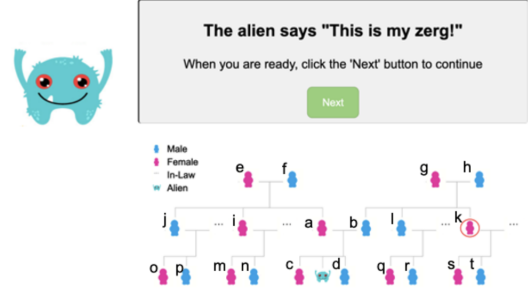 The alien says "This is my zerg!"
When you are ready, click the 'Next' button to continue
Next
Male
Female
In-Law
Alien
e f g h
j ... i ... a b l ... k ...
o p m n c d q r s t